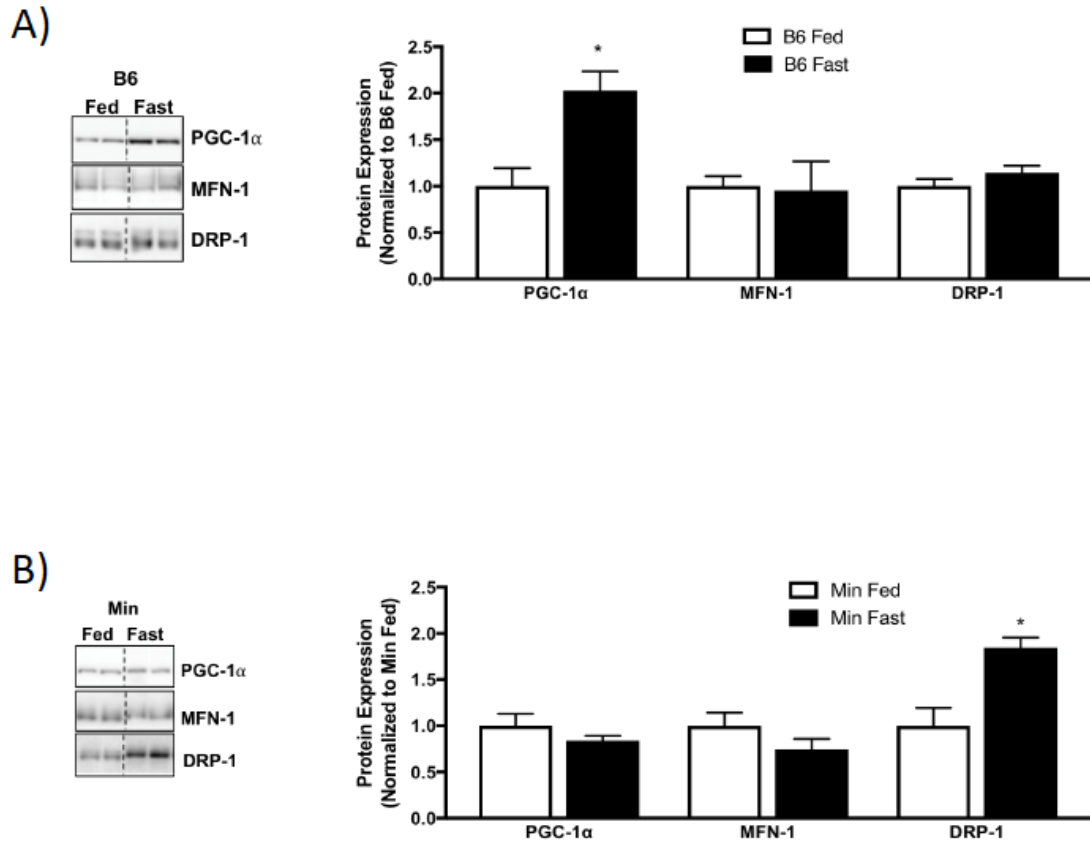 A)
B6
Fed Fast
PGC-1α
MFN-1
DRP-1
Protein Expression
(Normalized to B6 Fed)
2.5
2.0
1.5
1.0
0.5
0.0
*
B6 Fed
B6 Fast
PGC-1α MFN-1 DRP-1
B)
Min
Fed Fast
PGC-1α
MFN-1
DRP-1
Protein Expression
(Normalized to Min Fed)
2.5
2.0
1.5
1.0
0.5
0.0
Min Fed
Min Fast
*
PGC-1α MFN-1 DRP-1